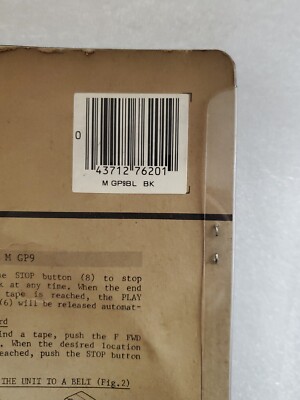 0
43712 76201
M GP9BL BK
M GP9
STOP button (8) to stop
at any time. When the end
tape is reached, the PLAY
(6) will be released automat-
a tape, push the F FWD
. When the desired location
eached, push the STOP button
THE UNIT TO A BELT (Fig.2)